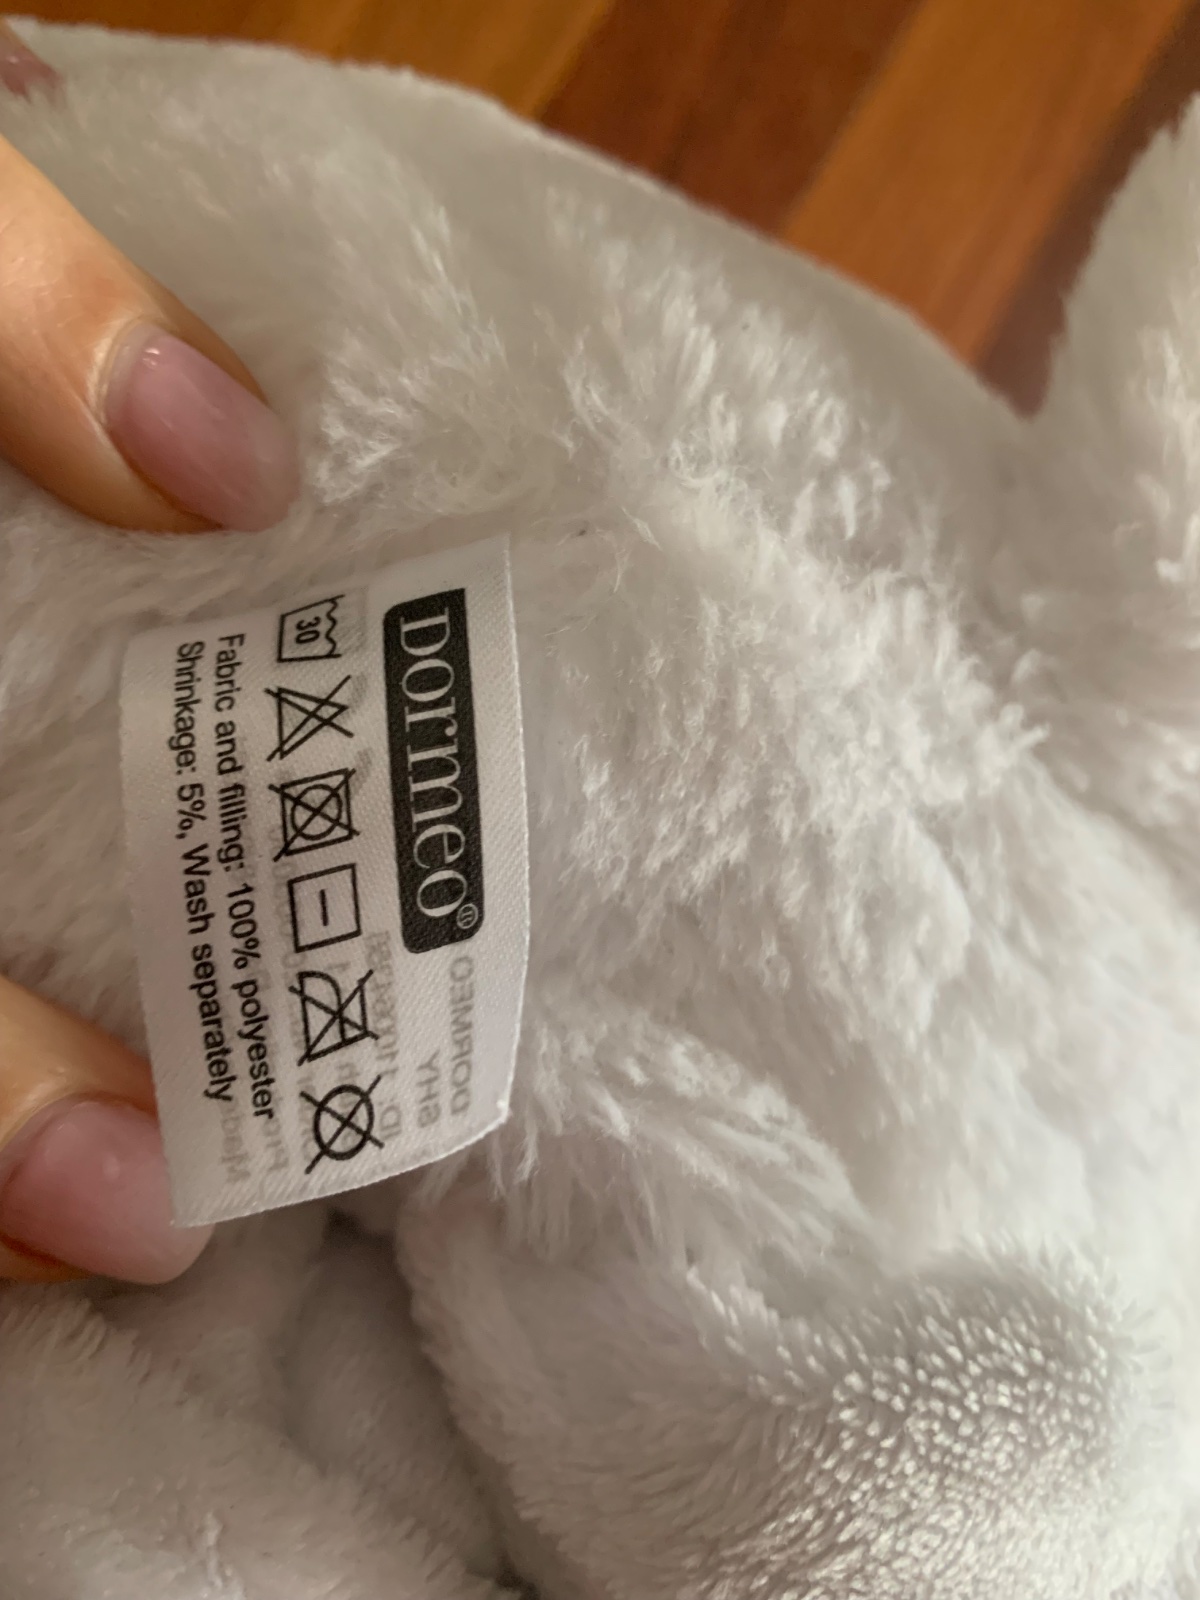 DORMEO®
30
Fabric and filling: 100% polyester
Shrinkage: 5%, Wash separately